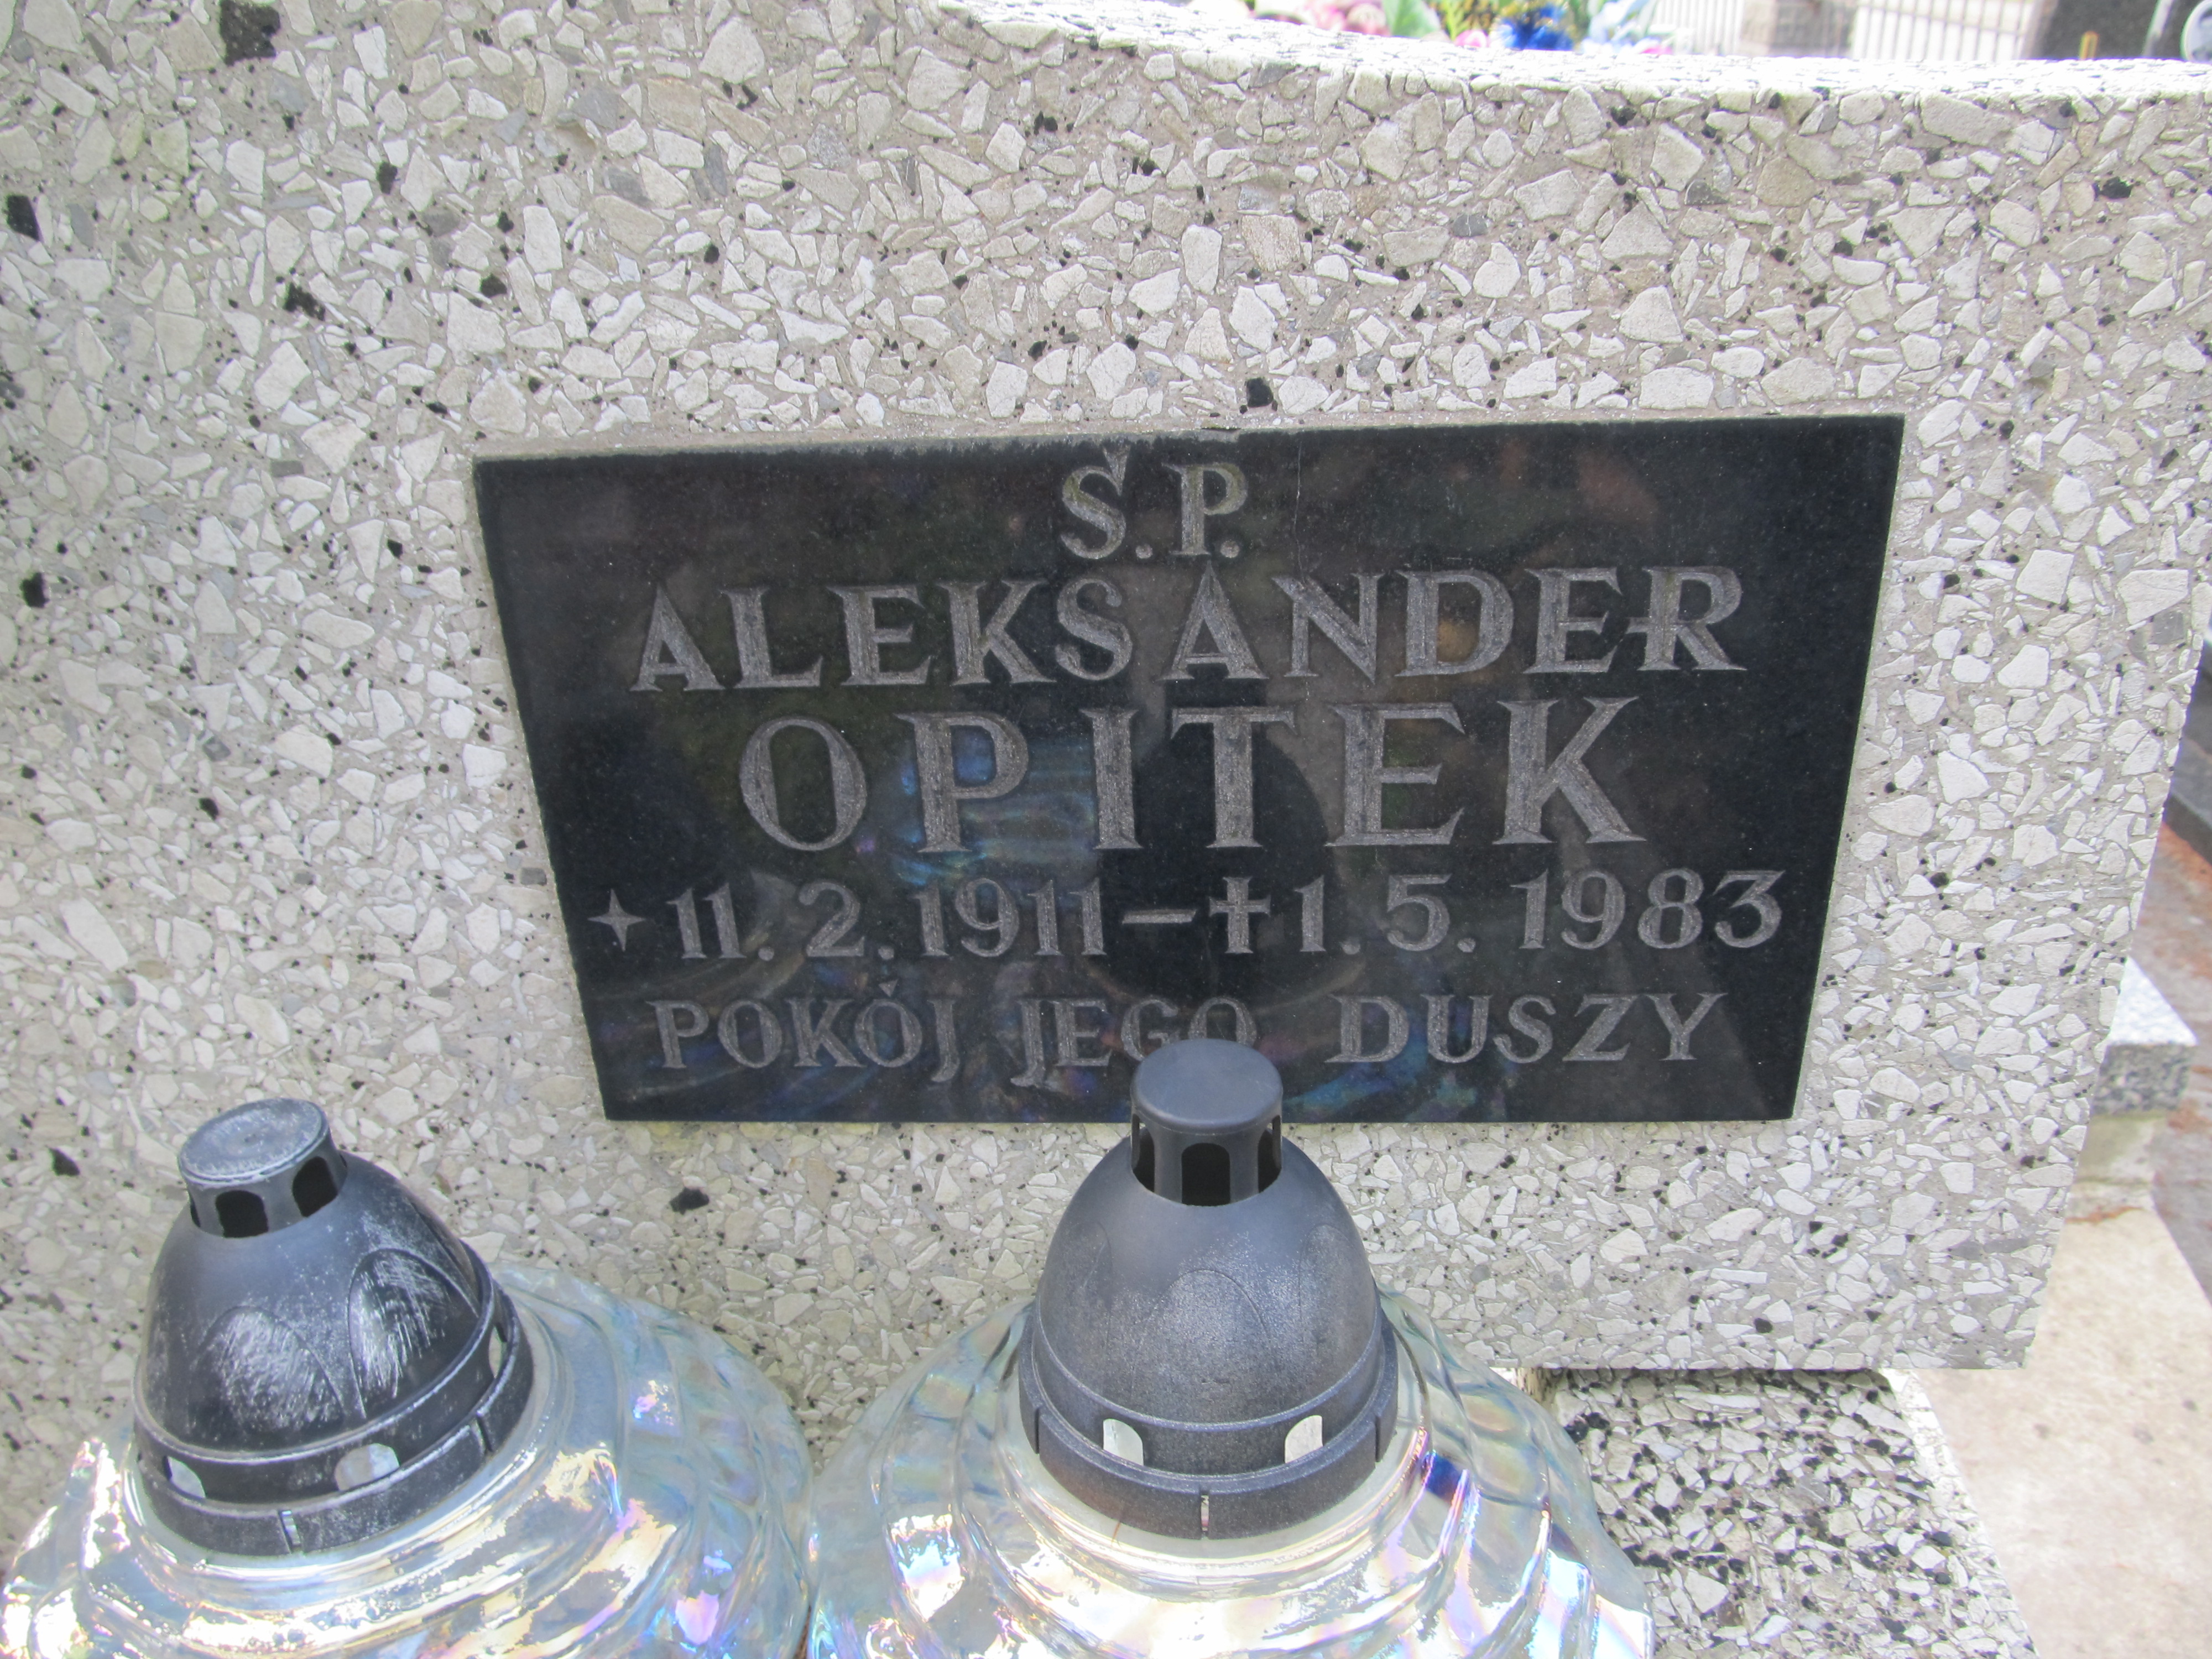 Ś.P.
ALEKSANDER
OPITEK
✦11.2.1911–✝1.5.1983
POKÓJ JEGO DUSZY